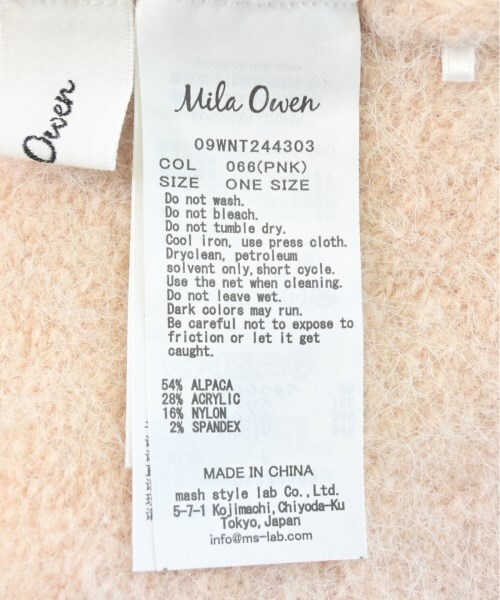 Owen
Mila Owen
09WNT244303
COL 066(PNK)
SIZE ONE SIZE
Do not wash.
Do not bleach.
Do not tumble dry.
Cool iron, use press cloth.
Dryclean, petroleum
solvent only,short cycle.
Use the net when cleaning.
Do not leave wet.
Dark colors may run.
Be careful not to expose to
friction or let it get
caught.
54% ALPACA
28% ACRYLIC
16% NYLON
2% SPANDEX
MADE IN CHINA
mash style lab Co.,Ltd.
5-7-1 Kojimachi,Chiyoda-Ku
Tokyo,Japan
info@ms-lab.com